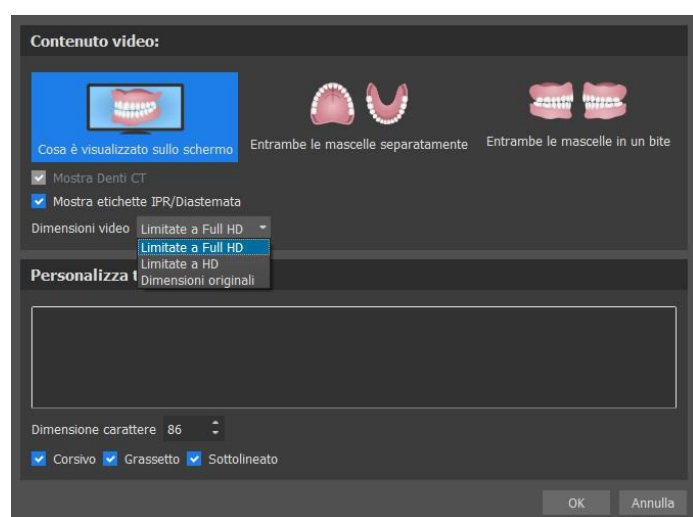 Contenuto video:
Cosa è visualizzato sullo schermo
Entrambe le mascelle separatamente
Entrambe le mascelle in un bite
Mostra Denti CT
Mostra etichette IPR/Diastemata
Dimensioni video Limitate a Full HD
Limitate a Full HD
Limitate a HD
Dimensioni originali
Personalizza
Dimensione carattere 86
Corsivo Grassetto Sottolineato
OK Annulla